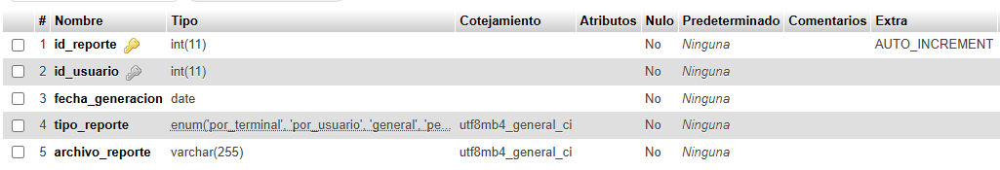 # Nombre Tipo Cotejamiento Atributos Nulo Predeterminado Comentarios Extra
1 id_reporte int(11) No Ninguna AUTO_INCREMENT
2 id_usuario int(11) No Ninguna
3 fecha_generacion date No Ninguna
4 tipo_reporte enum('por_terminal', 'por_usuario', 'general', 'pe... utf8mb4_general_ci No Ninguna
5 archivo_reporte varchar(255) utf8mb4_general_ci No Ninguna